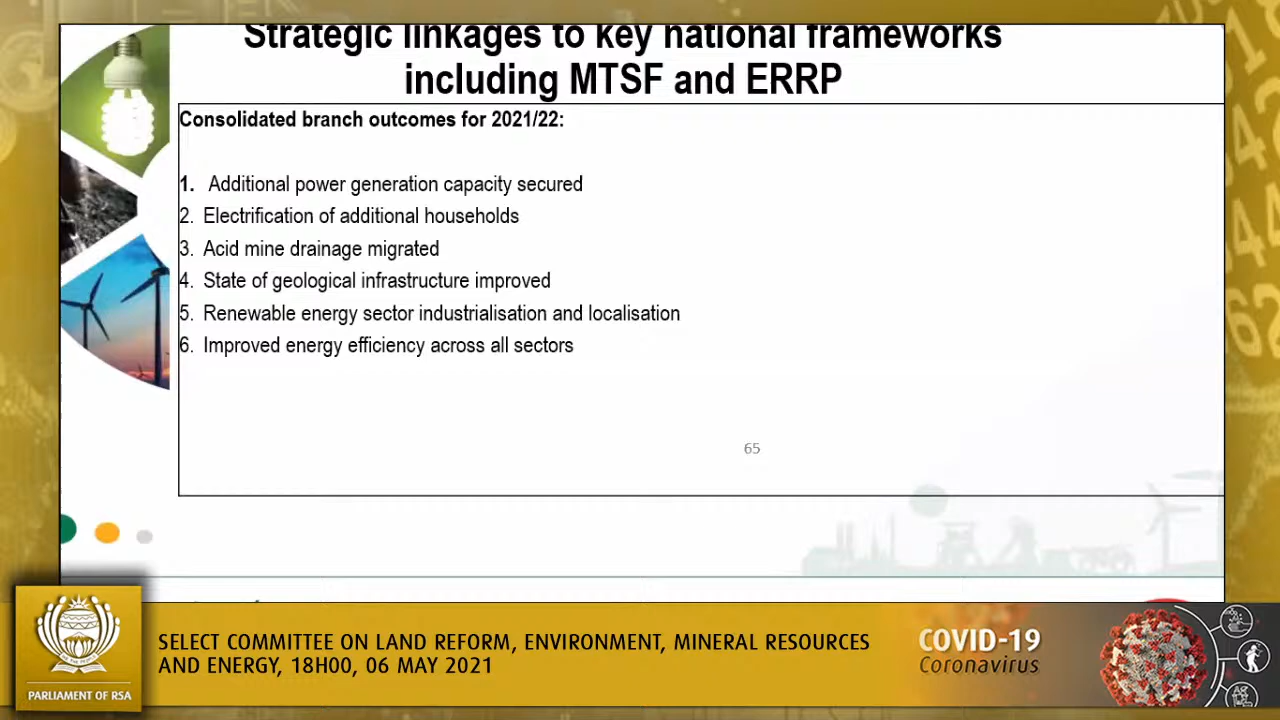 Strategic linkages to key national frameworks
including MTSF and ERRP
Consolidated branch outcomes for 2021/22:
1. Additional power generation capacity secured
2. Electrification of additional households
3. Acid mine drainage migrated
4. State of geological infrastructure improved
5. Renewable energy sector industrialisation and localisation
6. Improved energy efficiency across all sectors
65
PARLIAMENT OF RSA
SELECT COMMITTEE ON LAND REFORM, ENVIRONMENT, MINERAL RESOURCES
AND ENERGY, 18H00, 06 MAY 2021
COVID-19
Coronavirus